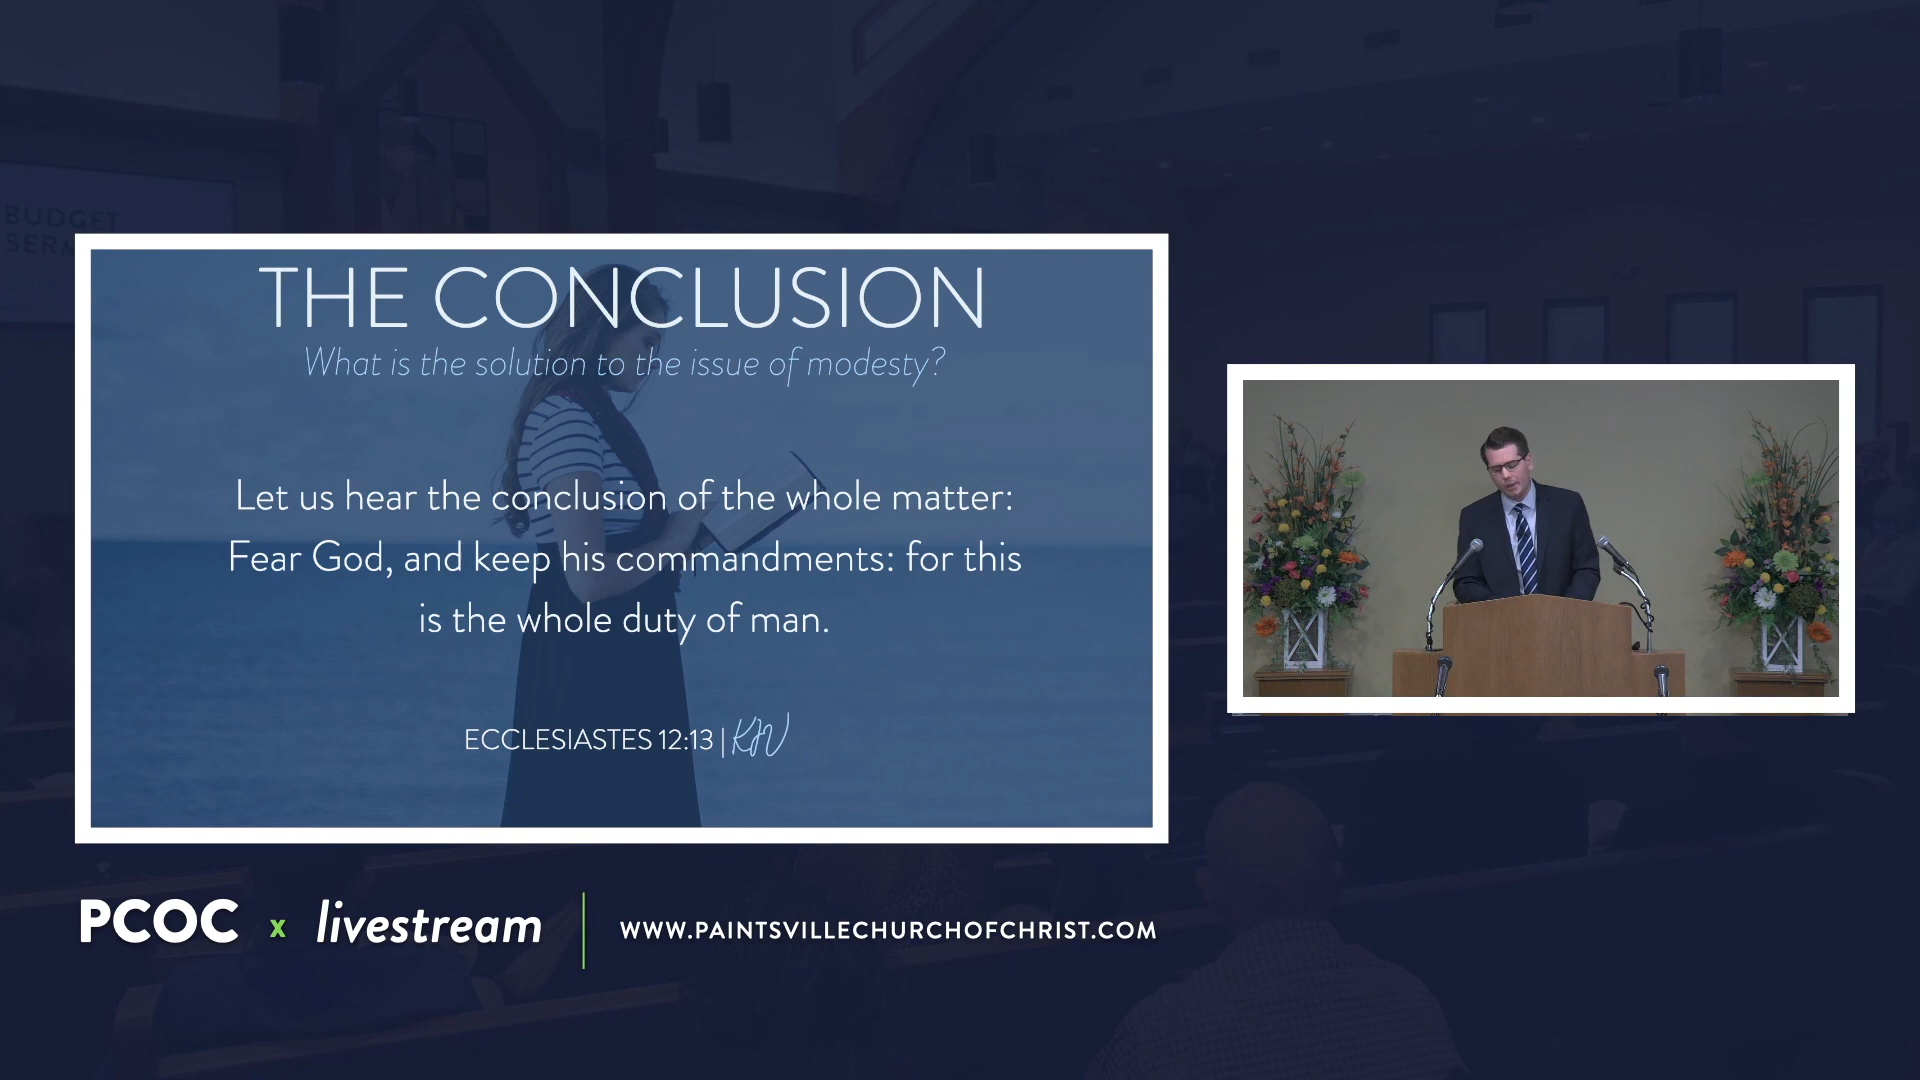 BUDGET
THE CONCLUSION
What is the solution to the issue of modesty?
Let us hear the conclusion of the whole matter:
Fear God, and keep his commandments: for this
is the whole duty of man.
ECCLESIASTES 12:13 | KJV
PCOC x livestream
WWW.PAINTSVILLECHURCHOFCHRIST.COM